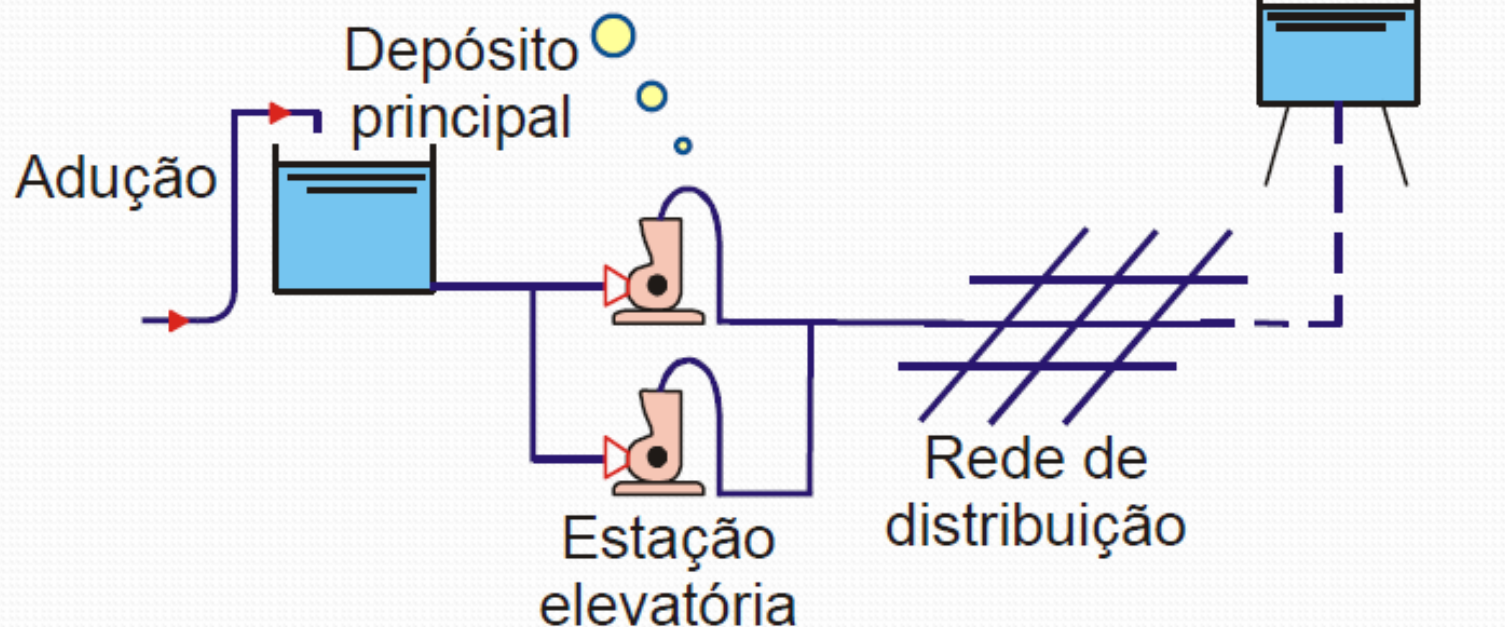 Depósito
principal
Adução
Rede de
distribuição
Estação
elevatória